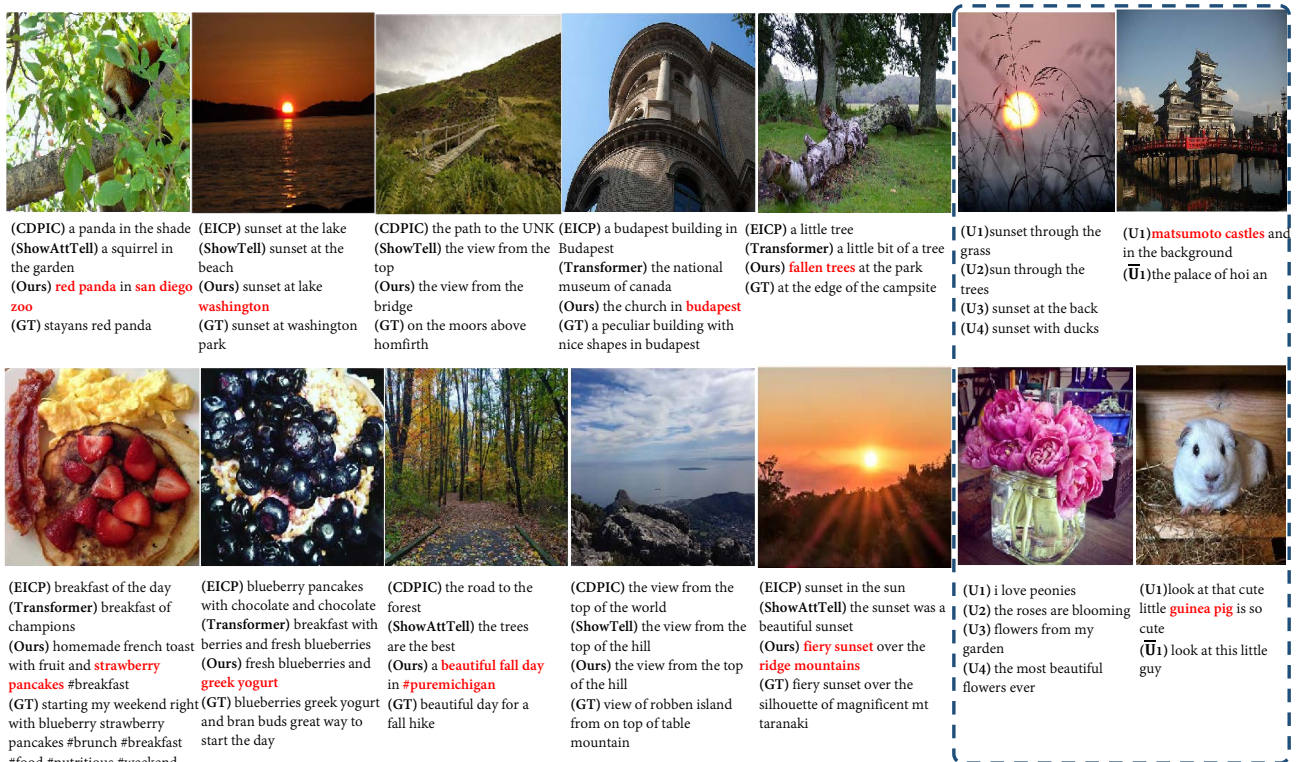 (CDPIC) a panda in the shade
(ShowAttTell) a squirrel in
the garden
(Ours) red panda in san diego
zoo
(GT) stayans red panda
(EICP) sunset at the lake
(ShowTell) sunset at the
beach
(Ours) sunset at lake
washington
(GT) sunset at washington
park
(CDPIC) the path to the UNK
(ShowTell) the view from the
top
(Ours) the view from the
bridge
(GT) on the moors above
homfirth
(EICP) a budapest building in
Budapest
(Transformer) the national
museum of canada
(Ours) the church in budapest
(GT) a peculiar building with
nice shapes in budapest
(EICP) a little tree
(Transformer) a little bit of a tree
(Ours) fallen trees at the park
(GT) at the edge of the campsite
(U1)sunset through the
grass
(U2)sun through the
trees
(U3) sunset at the back
(U4) sunset with ducks
(U1)matsumoto castles and
in the background
(U̅1)the palace of hoi an
(EICP) breakfast of the day
(Transformer) breakfast of
champions
(Ours) homemade french toast
with fruit and strawberry
pancakes #breakfast
(GT) starting my weekend right
with blueberry strawberry
pancakes #brunch #breakfast
#food #nutritious #weekend
(EICP) blueberry pancakes
with chocolate and chocolate
(Transformer) breakfast with
berries and fresh blueberries
(Ours) fresh blueberries and
greek yogurt
(GT) blueberries greek yogurt
and bran buds great way to
start the day
(CDPIC) the road to the
forest
(ShowAttTell) the trees
are the best
(Ours) a beautiful fall day
in #puremichigan
(GT) beautiful day for a
fall hike
(CDPIC) the view from the
top of the world
(ShowTell) the view from the
top of the hill
(Ours) the view from the top
of the hill
(GT) view of robben island
from on top of table
mountain
(EICP) sunset in the sun
(ShowAttTell) the sunset was a
beautiful sunset
(Ours) fiery sunset over the
ridge mountains
(GT) fiery sunset over the
silhouette of magnificent mt
taranaki
(U1) i love peonies
(U2) the roses are blooming
(U3) flowers from my
garden
(U4) the most beautiful
flowers ever
(U1)look at that cute
little guinea pig is so
cute
(U̅1) look at this little
guy